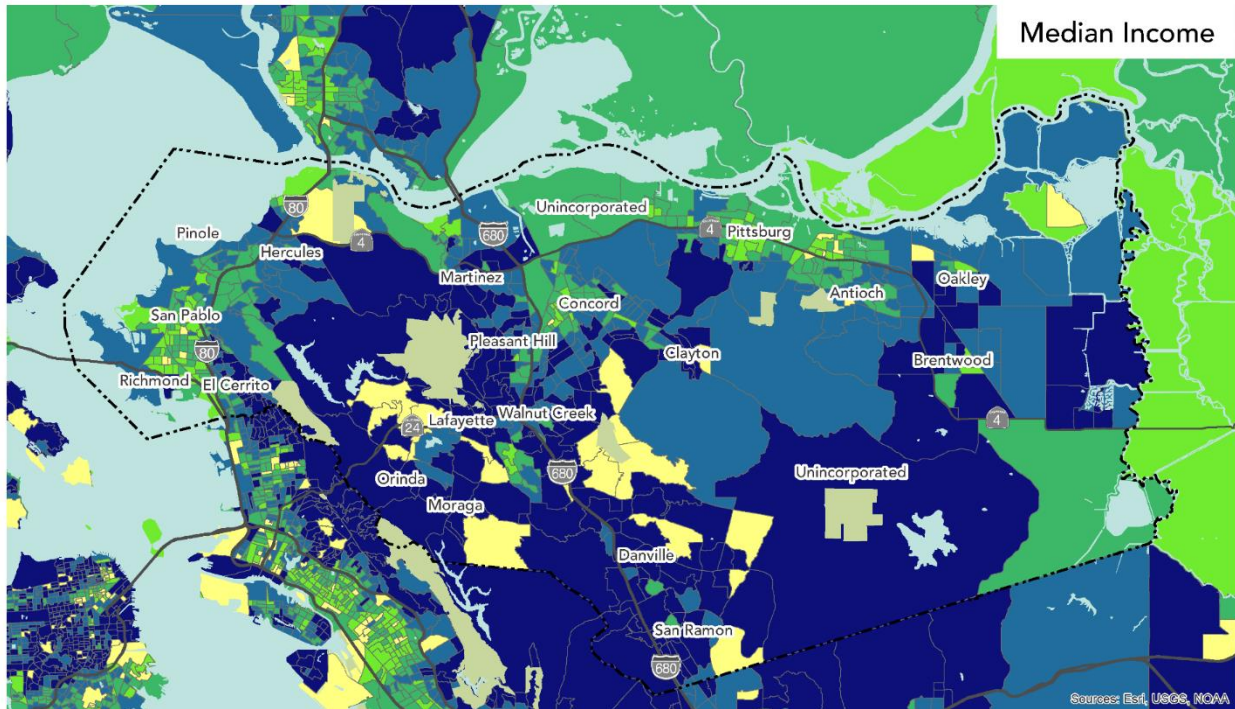 Median Income
Unincorporated
80
Pinole
4
Pittsburg
680
Hercules
4
Martinez
Oakley
Antioch
Concord
San Pablo
Pleasant Hill
80
Clayton
Brentwood
Richmond
El Cerrito
Walnut Creek
Lafayette
4
24
680
Orinda
Unincorporated
Moraga
Danville
San Ramon
680
Sources: Esri, USGS, NOAA